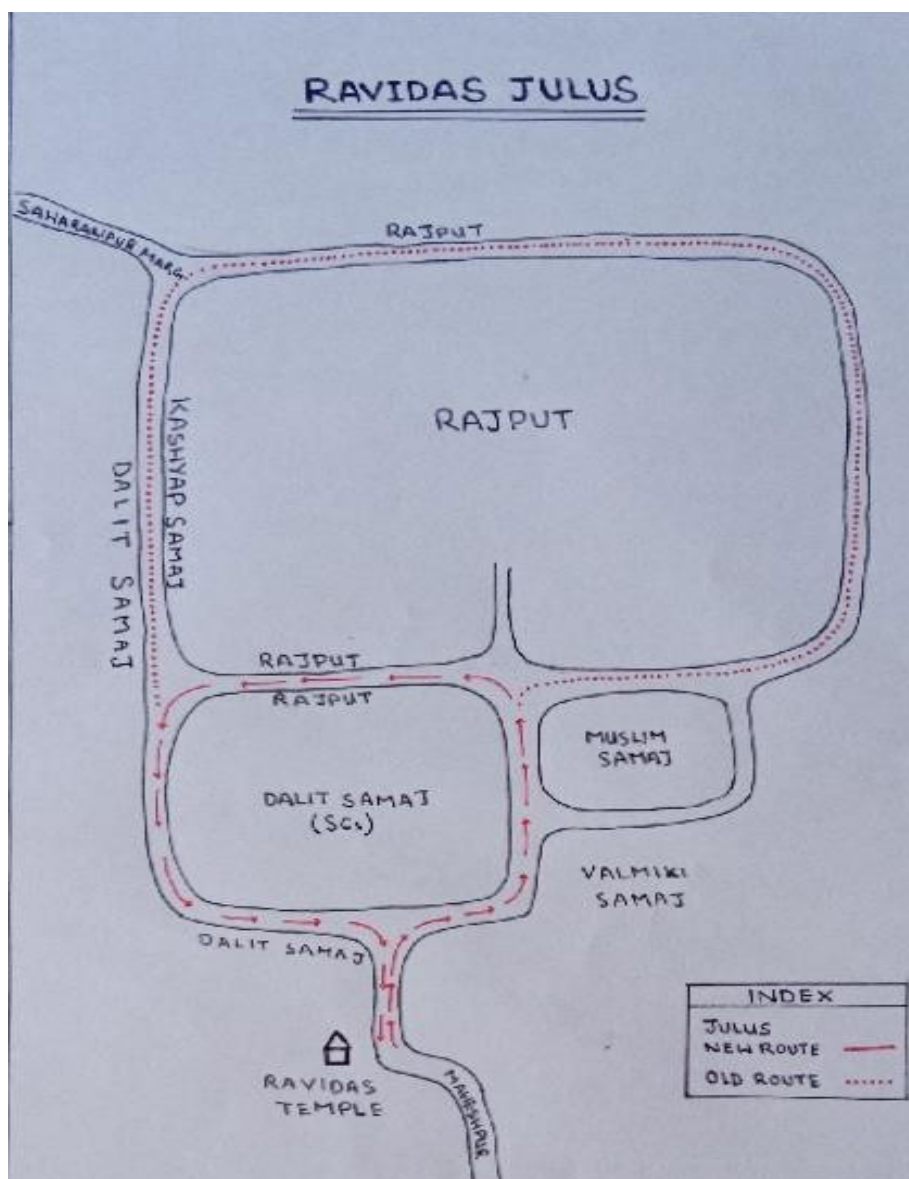 RAVIDAS JULUS
SAHARANPUR MARG
RAJPUT
RAJPUT
KASHYAP SAMAJ
DALIT SAMAJ
RAJPUT
RAJPUT
MUSLIM
SAMAJ
DALIT SAMAJ
(SCs)
VALMIKI
SAMAJ
DALIT SAMAJ
RAVIDAS
TEMPLE
MAHESHPUR
INDEX
JULUS
NEW ROUTE
OLD ROUTE